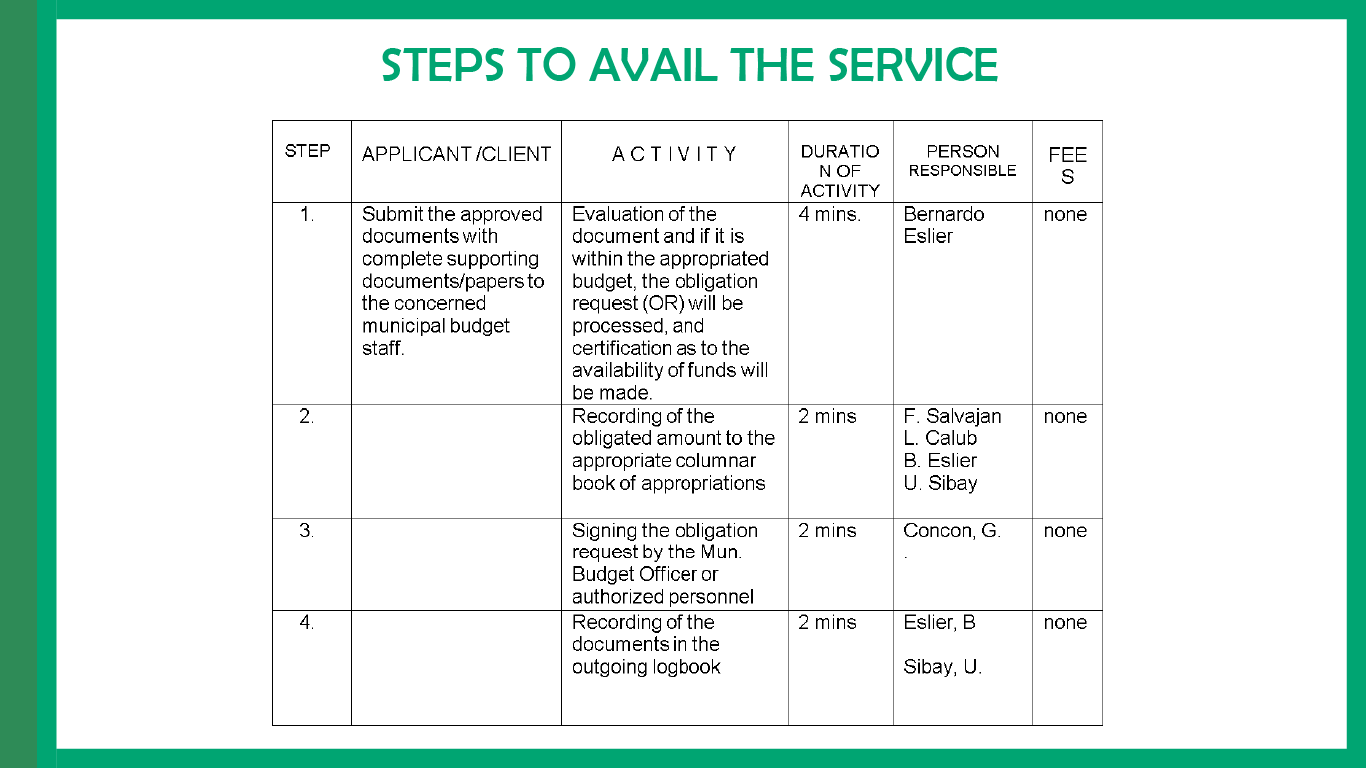 STEPS TO AVAIL THE SERVICE
STEP
APPLICANT /CLIENT
A C T I V I T Y
DURATIO
N OF
ACTIVITY
PERSON
RESPONSIBLE
FEE
S
1.
Submit the approved
documents with
complete supporting
documents/papers to
the concerned
municipal budget
staff.
Evaluation of the
document and if it is
within the appropriated
budget, the obligation
request (OR) will be
processed, and
certification as to the
availability of funds will
be made.
4 mins.
Bernardo
Eslier
none
2.
Recording of the
obligated amount to the
appropriate columnar
book of appropriations
2 mins
F. Salvajan
L. Calub
B. Eslier
U. Sibay
none
3.
Signing the obligation
request by the Mun.
Budget Officer or
authorized personnel
2 mins
Concon, G.
.
none
4.
Recording of the
documents in the
outgoing logbook
2 mins
Eslier, B
Sibay, U.
none